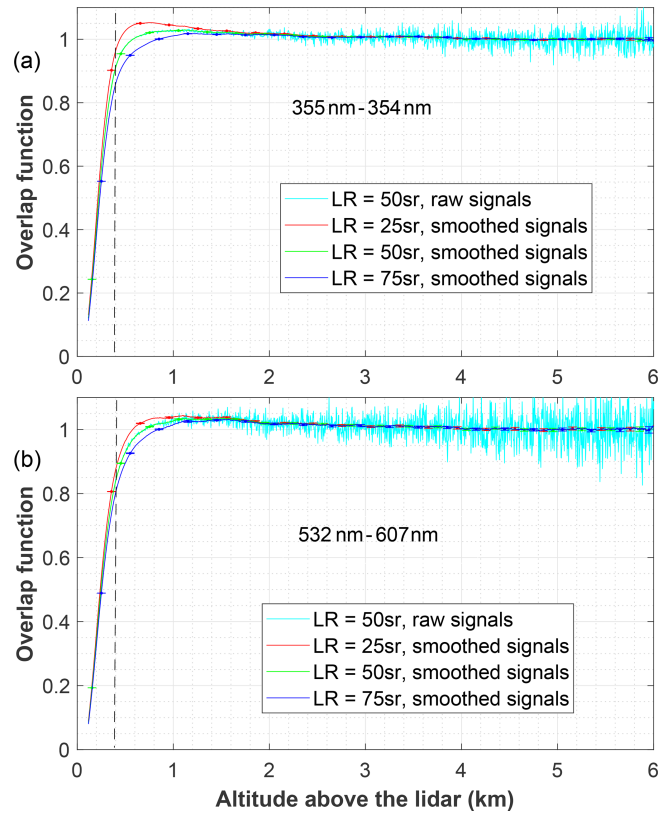 (a)
Overlap function
1
0.8
0.6
0.4
0.2
0
355 nm - 354 nm
LR = 50sr, raw signals
LR = 25sr, smoothed signals
LR = 50sr, smoothed signals
LR = 75sr, smoothed signals
0 1 2 3 4 5 6
(b)
Overlap function
1
0.8
0.6
0.4
0.2
0
532 nm - 607 nm
LR = 50sr, raw signals
LR = 25sr, smoothed signals
LR = 50sr, smoothed signals
LR = 75sr, smoothed signals
0 1 2 3 4 5 6
Altitude above the lidar (km)